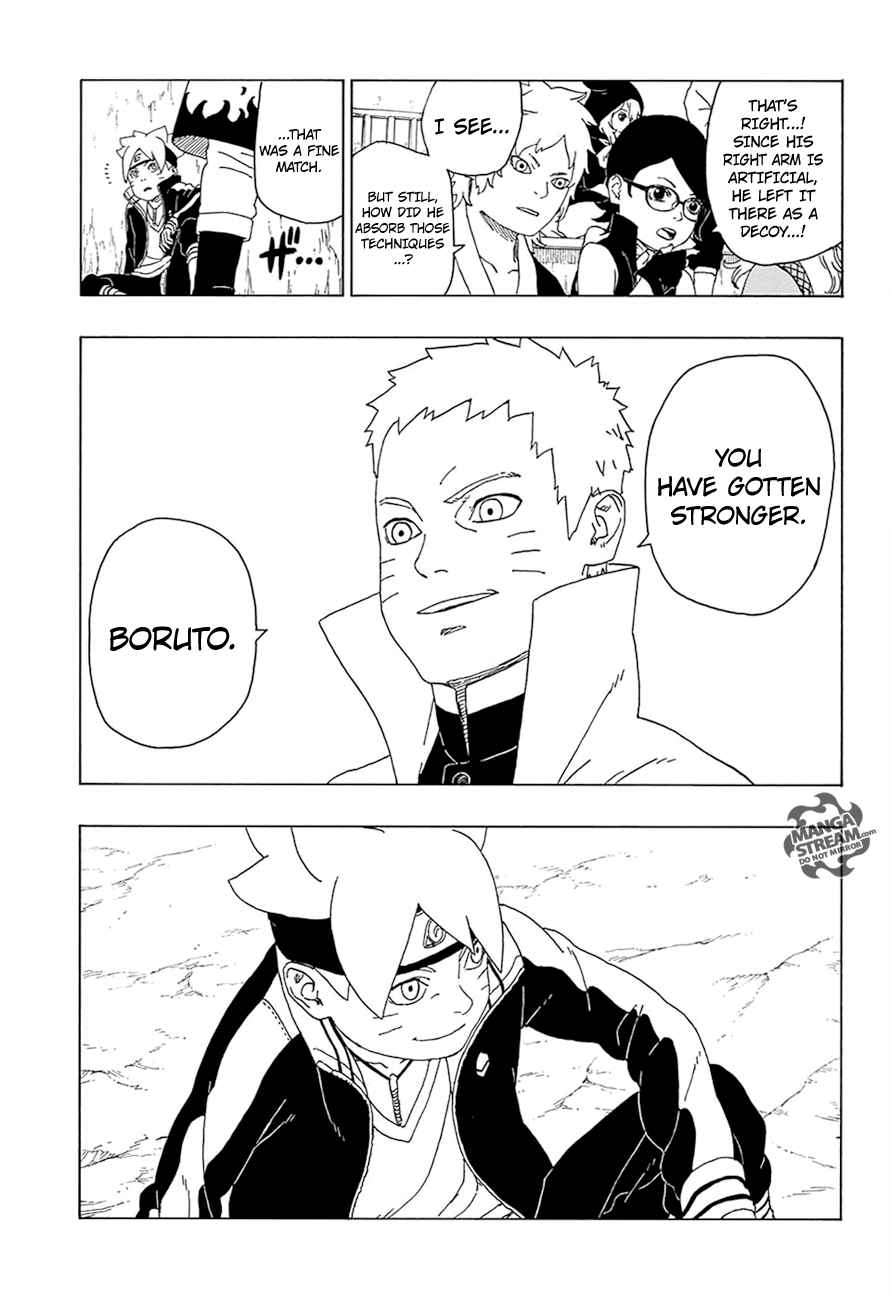 THAT'S
RIGHT...!
SINCE HIS
RIGHT ARM IS
ARTIFICIAL,
HE LEFT IT
THERE AS A
DECOY...!
I SEE...
BUT STILL,
HOW DID HE
ABSORB THOSE
TECHNIQUES
...?
...THAT
WAS A FINE
MATCH.
ザ...
YOU
HAVE GOTTEN
STRONGER.
BORUTO.
MANGA
STREAM.com
DO NOT MIRROR